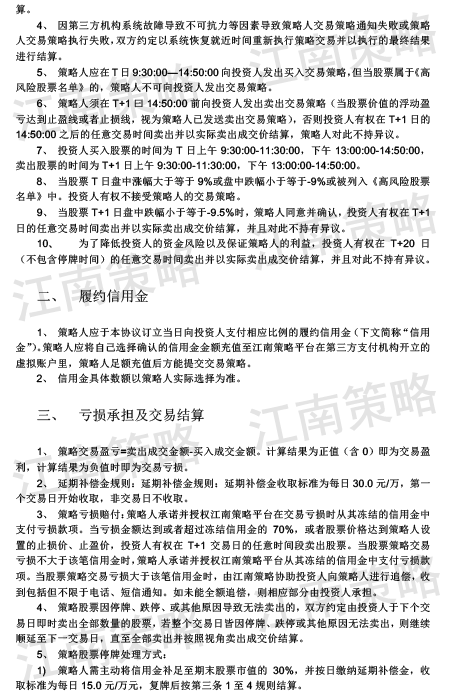 算。
4、 因第三方机构系统故障导致不可抗力等因素导致策略人交易策略通知失败或策略
人交易策略执行失败，双方约定以系统恢复就近时间重新执行策略交易并以执行的最终结果
进行结算。
5、 策略人应在 T 日 9:30:00—14:50:00 向投资人发出买入交易策略，但当股票属于《高
风险股票名单》的，策略人不可向投资人发出交易策略。
6、 策略人须在 T+1 日 14:50:00 前向投资人发出卖出交易策略（当股票价值的浮动盈
亏达到止盈线或者止损线，视为策略人已发送卖出交易策略），否则投资人有权在 T+1 日的
14:50:00 之后的任意交易时间卖出并以实际卖出成交价结算，策略人对此不持异议。
7、 投资人买入股票的时间为 T 日上午 9:30:00-11:30:00，下午 13:00:00-14:50:00，
卖出股票的时间为 T+1 日上午 9:30:00-11:30:00，下午 13:00:00-14:50:00。
8、 当股票 T 日盘中涨幅大于等于 9%或盘中跌幅小于等于-9%或被列入《高风险股票
名单》中。投资人有权不接受策略人的交易策略。
9、 当股票 T+1 日盘中跌幅小于等于-9.5%时，策略人同意并确认，投资人有权在 T+1
日的任意交易时间卖出并以实际卖出成交价结算，并且对此不持异议。
10、 为了降低投资人的资金风险以及保证策略人的利益，投资人有权在 T+20 日
（不包含停牌时间）的任意交易时间卖出并以实际卖出成交价结算，并且对此不持异议。
二、 履约信用金
1、 策略人应于本协议订立当日向投资人支付相应比例的履约信用金（下文简称“信用
金”）。策略人应将自己选择确认的信用金金额充值至江南策略平台在第三方支付机构开立的
虚拟账户里，策略人足额充值后方能提交交易策略。
2、 信用金具体数额以策略人实际选择为准。
三、 亏损承担及交易结算
1、 策略交易盈亏=卖出成交金额-买入成交金额。计算结果为正值（含 0）即为交易盈
利，计算结果为负值时即为交易亏损。
2、 延期补偿金规则：延期补偿金规则：延期补偿金收取标准为每日 30.0 元/万，第一
个交易日开始收取，非交易日不收取。
3、 策略亏损赔付：策略人承诺并授权江南策略平台在交易亏损时从其冻结的信用金中
支付亏损款项。当亏损金额达到或者超过冻结信用金的 70%，或者股票价格达到策略人设
置的止损价、止盈价，投资人有权在 T+1 交易日的任意时间段卖出股票。当股票策略交易
亏损不大于该笔信用金时，策略人承诺并授权江南策略平台从其冻结的信用金中支付亏损款
项。当股票策略交易亏损大于该笔信用金时，由江南策略协助投资人向策略人进行追偿，收
到包括但不限于电话、短信通知。如未能全额追偿，则相应部分由投资人承担。
4、 策略股票因停牌、跌停、或其他原因导致无法卖出的，双方约定由投资人于下个交
易日即时卖出全部数量的股票，若整个交易日皆因停牌、跌停或其他原因无法卖出，则继续
顺延至下一交易日，直至全部卖出并按照视角卖出成交价结算。
5、 策略股票停牌处理方式：
1） 策略人需主动将信用金补足至期末股票市值的 30%，并按日缴纳延期补偿金，收
取标准为每日 15.0 元/万元，复牌后按第三条 1 至 4 规则结算。
江南策略
江南策略
江南策略
江南策略
江南策略
江南策略
江南策略